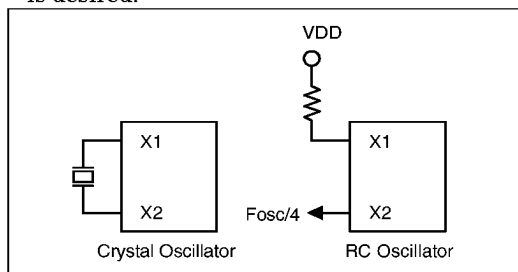 is desired.
VDD
X1
X1
X2
Fosc/4
X2
Crystal Oscillator
RC Oscillator